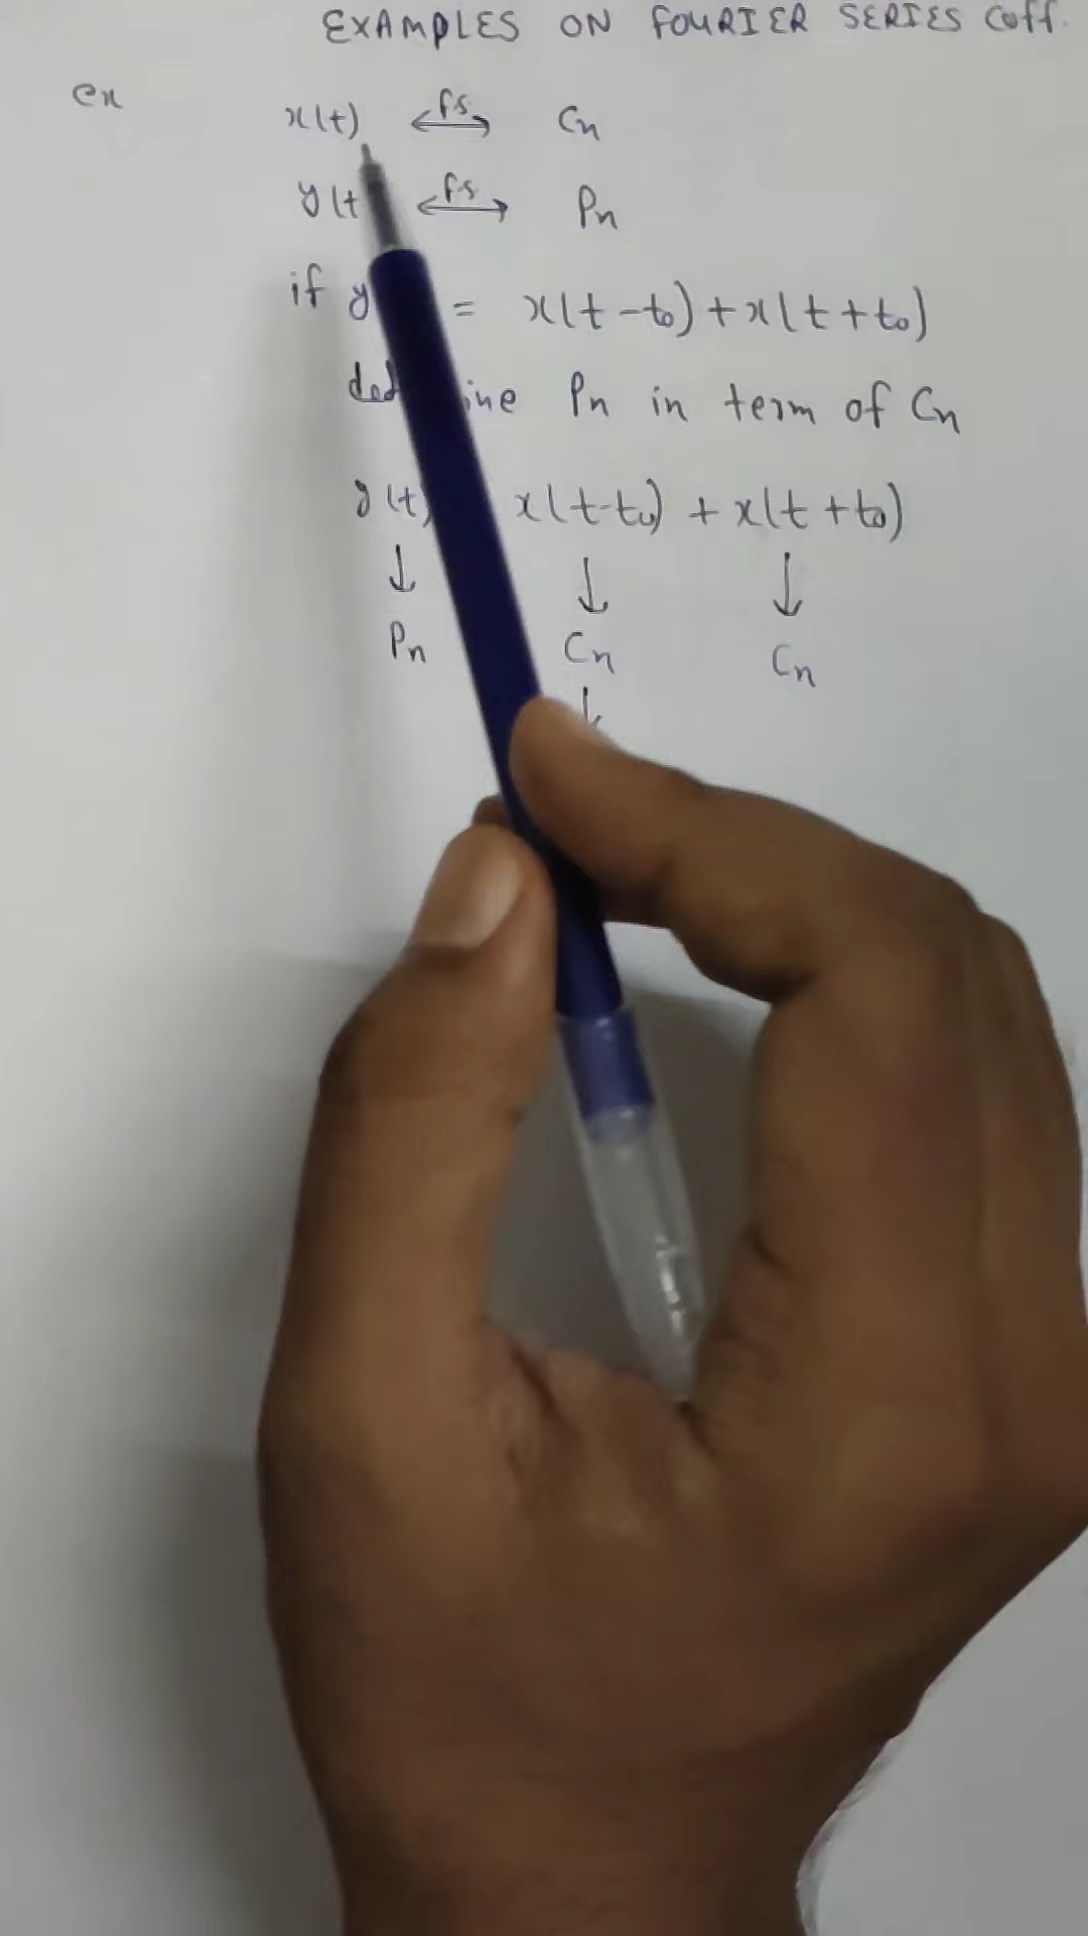 EXAMPLES ON FOURIER SERIES Coff.
ex
x(t) <-fs-> Cn
y(t <-fs-> Pn
if y = x(t-t₀)+x(t+t₀)
Pn in term of Cn
y(t) x(t-t₀) + x(t+t₀)
↓ ↓ ↓
Pn Cn Cn
↓